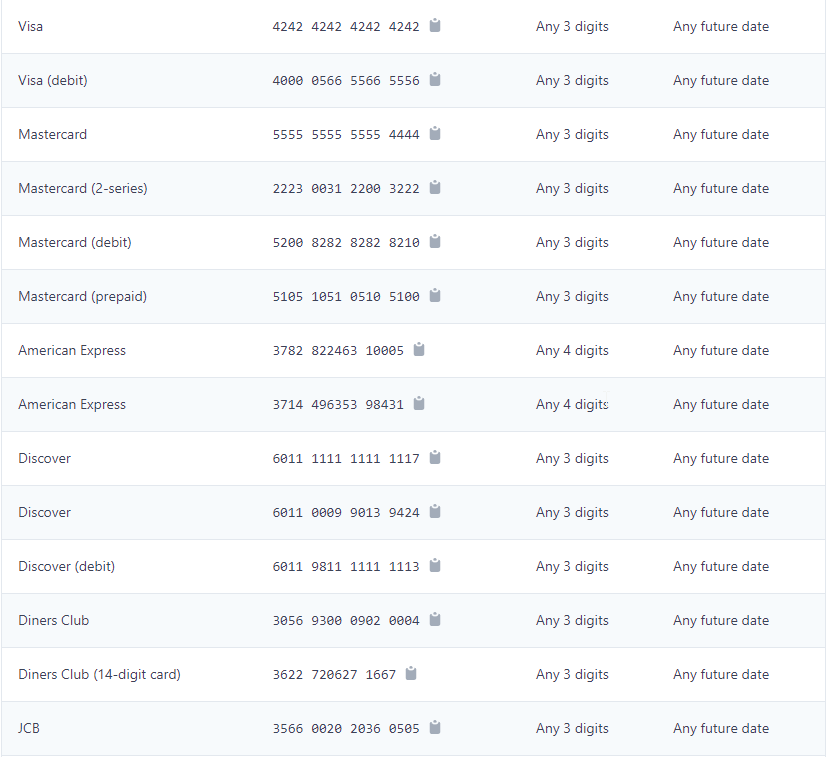 Visa 4242 4242 4242 4242 Any 3 digits Any future date
Visa (debit) 4000 0566 5566 5556 Any 3 digits Any future date
Mastercard 5555 5555 5555 4444 Any 3 digits Any future date
Mastercard (2-series) 2223 0031 2200 3222 Any 3 digits Any future date
Mastercard (debit) 5200 8282 8282 8210 Any 3 digits Any future date
Mastercard (prepaid) 5105 1051 0510 5100 Any 3 digits Any future date
American Express 3782 822463 10005 Any 4 digits Any future date
American Express 3714 496353 98431 Any 4 digits Any future date
Discover 6011 1111 1111 1117 Any 3 digits Any future date
Discover 6011 0009 9013 9424 Any 3 digits Any future date
Discover (debit) 6011 9811 1111 1113 Any 3 digits Any future date
Diners Club 3056 9300 0902 0004 Any 3 digits Any future date
Diners Club (14-digit card) 3622 720627 1667 Any 3 digits Any future date
JCB 3566 0020 2036 0505 Any 3 digits Any future date